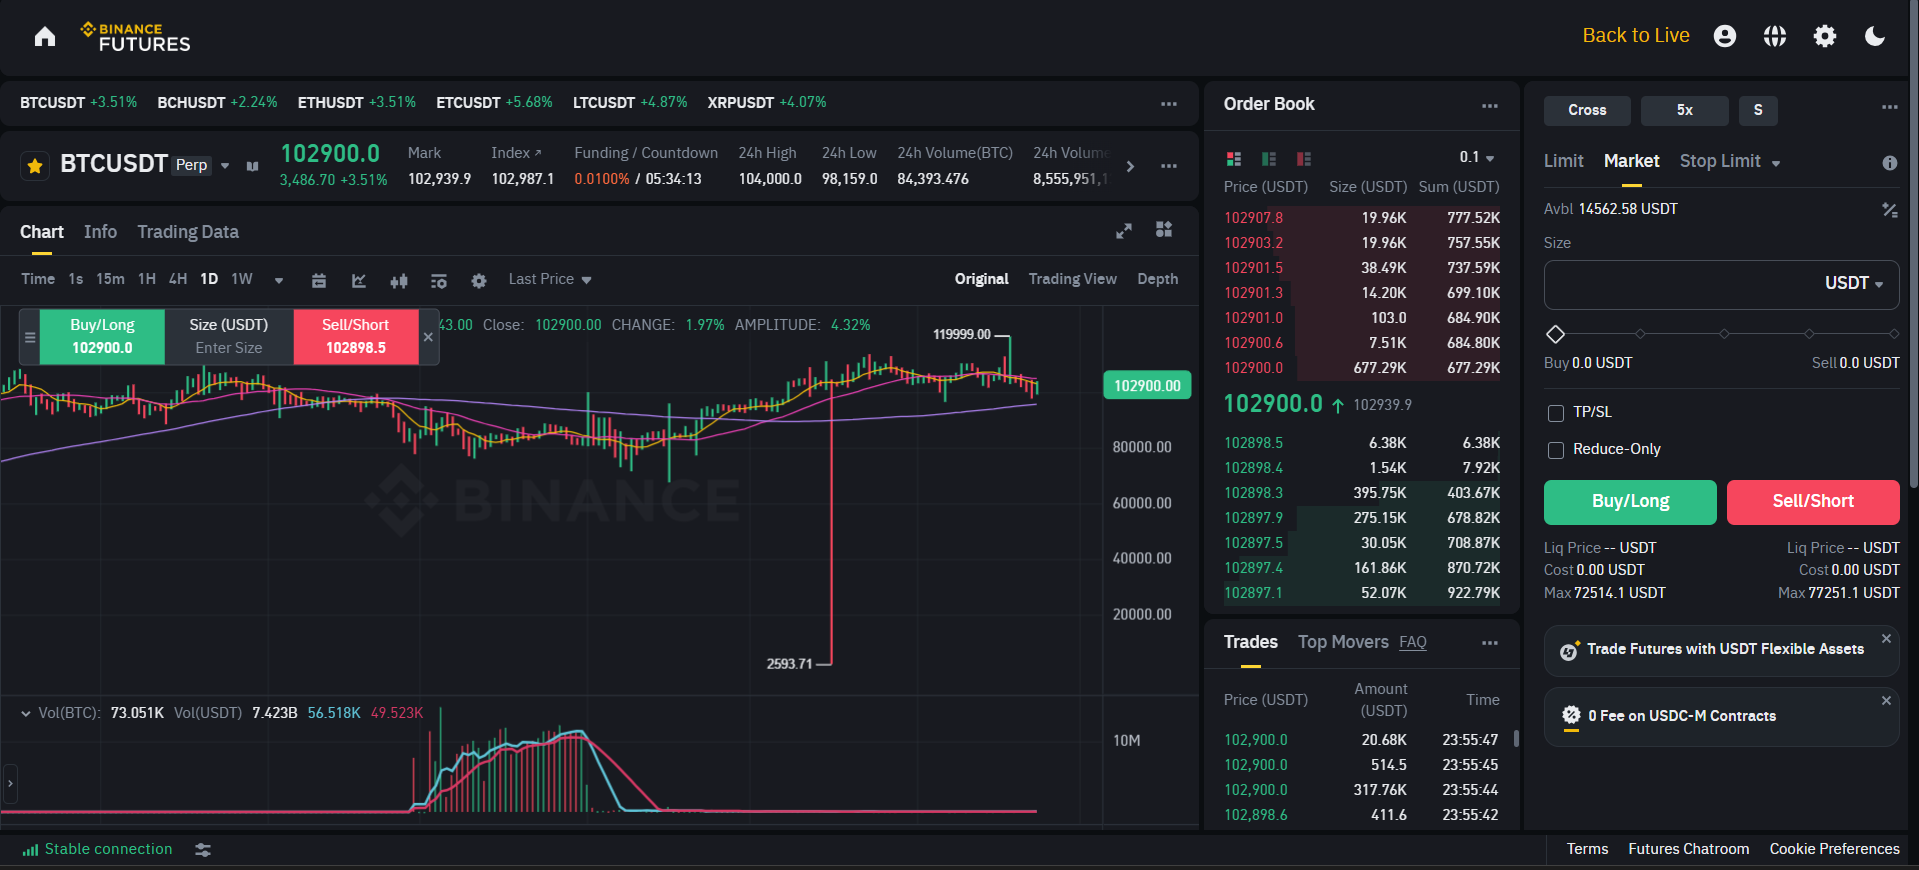 BINANCE
FUTURES
Back to Live
BTCUSDT +3.51% BCHUSDT +2.24% ETHUSDT +3.51% ETCUSDT +5.68% LTCUSDT +4.87% XRPUSDT +4.07%
BTCUSDT Perp
102900.0
3,486.70 +3.51%
Mark
102,939.9
Index
102,987.1
Funding / Countdown
0.0100% / 05:34:13
24h High
104,000.0
24h Low
98,159.0
24h Volume(BTC)
84,393.476
24h Volume
8,555,951,1
Chart Info Trading Data
Time 1s 15m 1H 4H 1D 1W Last Price Original Trading View Depth
Buy/Long
102900.0
Size (USDT)
Enter Size
Sell/Short
102898.5
43.00 Close: 102900.00 CHANGE: 1.97% AMPLITUDE: 4.32%
119999.00
102900.00
80000.00
BINANCE
60000.00
40000.00
20000.00
2593.71
Vol(BTC): 73.051K Vol(USDT) 7.423B 56.518K 49.523K
10M
Order Book
0.1
Price (USDT) Size (USDT) Sum (USDT)
102907.8 19.96K 777.52K
102903.2 19.96K 757.55K
102901.5 38.49K 737.59K
102901.3 14.20K 699.10K
102901.0 103.0 684.90K
102900.6 7.51K 684.80K
102900.0 677.29K 677.29K
102900.0 102939.9
102898.5 6.38K 6.38K
102898.4 1.54K 7.92K
102898.3 395.75K 403.67K
102897.9 275.15K 678.82K
102897.5 30.05K 708.87K
102897.4 161.86K 870.72K
102897.1 52.07K 922.79K
Trades Top Movers FAQ
Price (USDT) Amount (USDT) Time
102,900.0 20.68K 23:55:47
102,900.0 514.5 23:55:45
102,900.0 317.76K 23:55:44
102,898.6 411.6 23:55:42
Cross 5x S
Limit Market Stop Limit
Avbl 14562.58 USDT
Size
USDT
Buy 0.0 USDT Sell 0.0 USDT
TP/SL
Reduce-Only
Buy/Long Sell/Short
Liq Price -- USDT Liq Price -- USDT
Cost 0.00 USDT Cost 0.00 USDT
Max 72514.1 USDT Max 77251.1 USDT
Trade Futures with USDT Flexible Assets
0 Fee on USDC-M Contracts
Stable connection
Terms Futures Chatroom Cookie Preferences